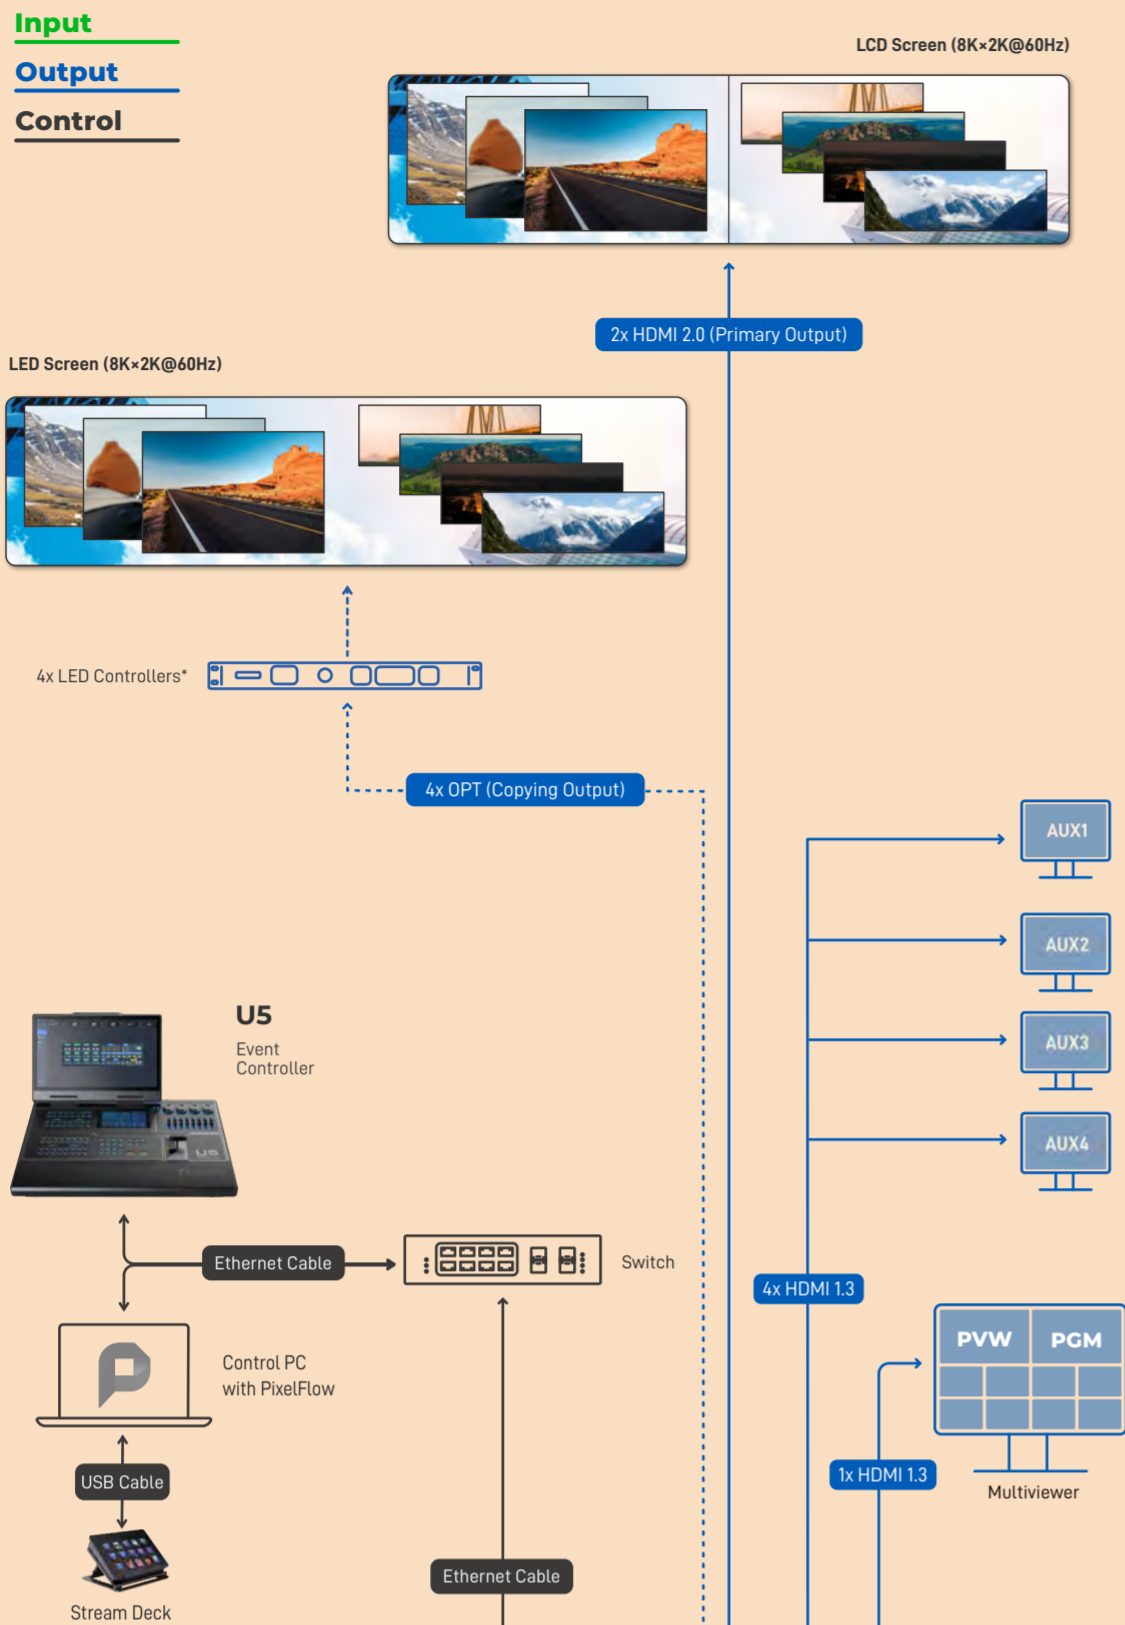 Input
Output
Control
LCD Screen (8K×2K@60Hz)
2x HDMI 2.0 (Primary Output)
LED Screen (8K×2K@60Hz)
4x LED Controllers*
4x OPT (Copying Output)
AUX1
AUX2
AUX3
AUX4
U5
Event
Controller
U5
Ethernet Cable
Switch
4x HDMI 1.3
PVW
PGM
Control PC
with PixelFlow
1x HDMI 1.3
Multiviewer
USB Cable
Ethernet Cable
Stream Deck